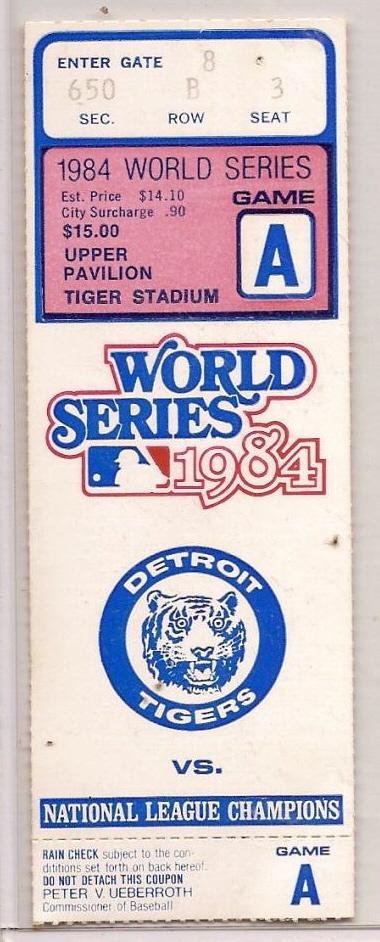 ENTER GATE 8
650 B 3
SEC. ROW SEAT
1984 WORLD SERIES
Est. Price $14.10
City Surcharge .90
$15.00
UPPER
PAVILION
TIGER STADIUM
GAME
A
WORLD
SERIES
1984
DETROIT
TIGERS
VS.
NATIONAL LEAGUE CHAMPIONS
RAIN CHECK subject to the con-
ditions set forth on back hereof.
DO NOT DETACH THIS COUPON
PETER V. UEBERROTH
Commissioner of Baseball
GAME
A